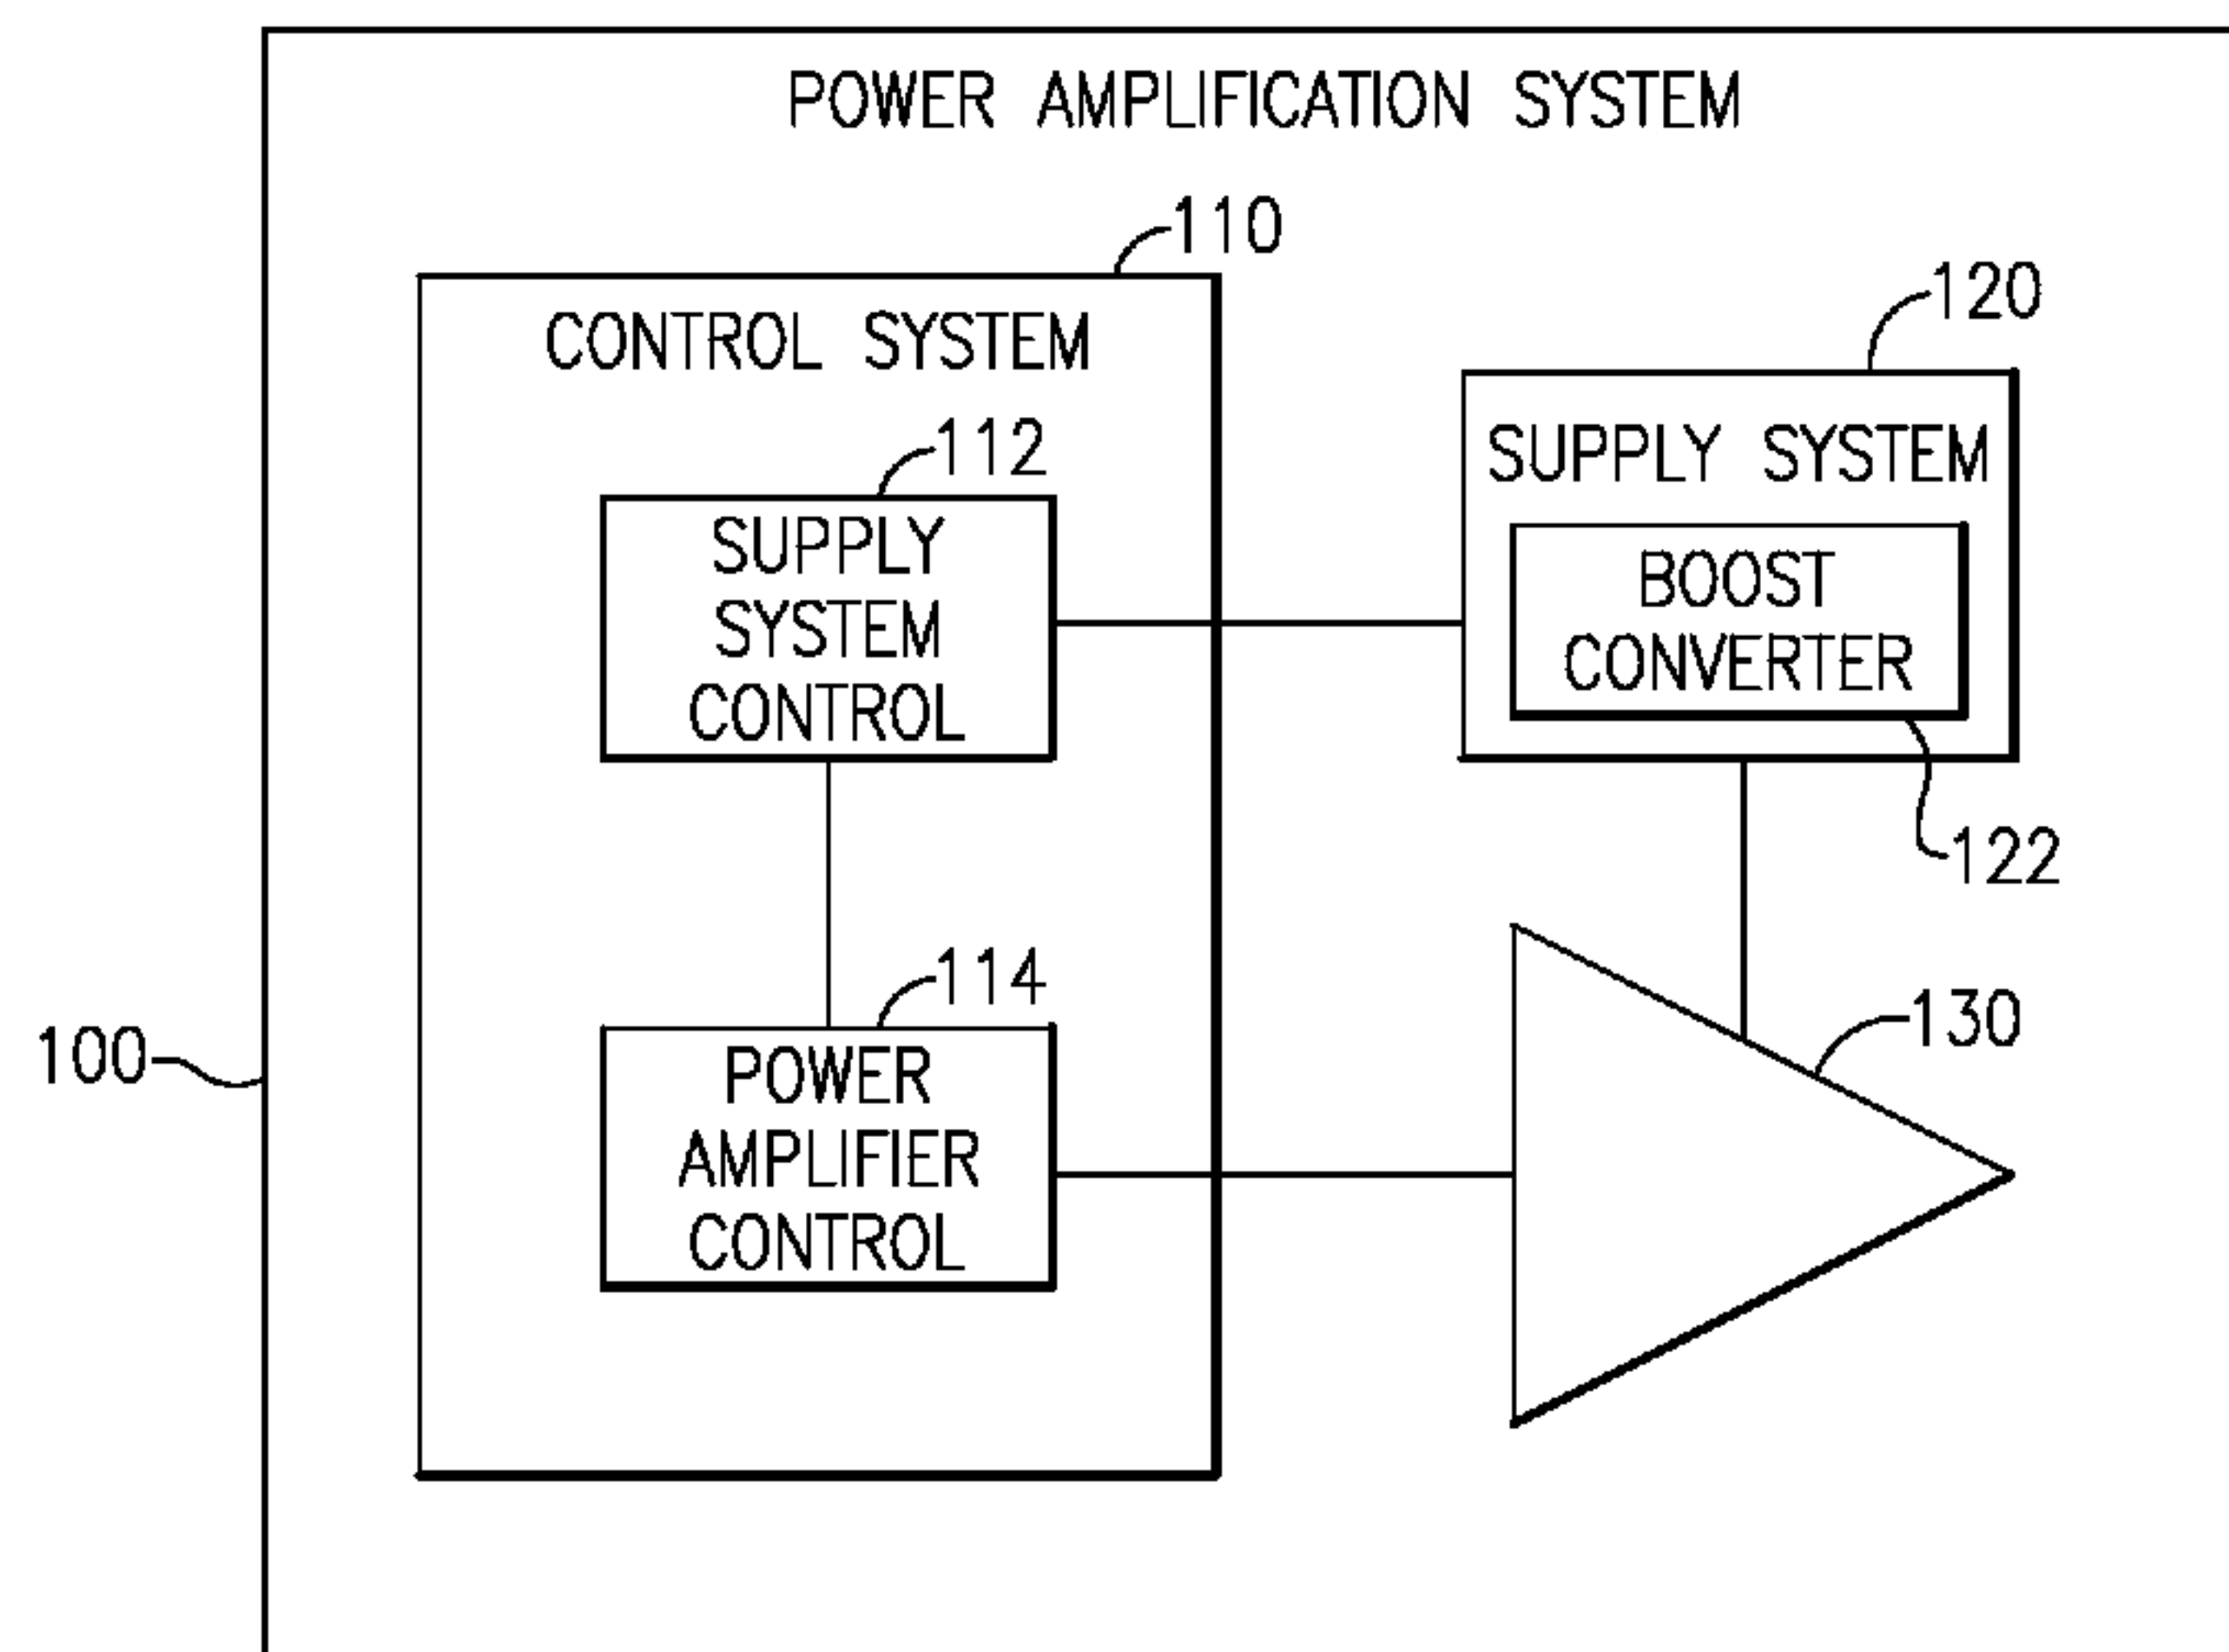 POWER AMPLIFICATION SYSTEM
110
CONTROL SYSTEM
120
112
SUPPLY SYSTEM
SUPPLY
SYSTEM
CONTROL
BOOST
CONVERTER
122
114
100
130
POWER
AMPLIFIER
CONTROL